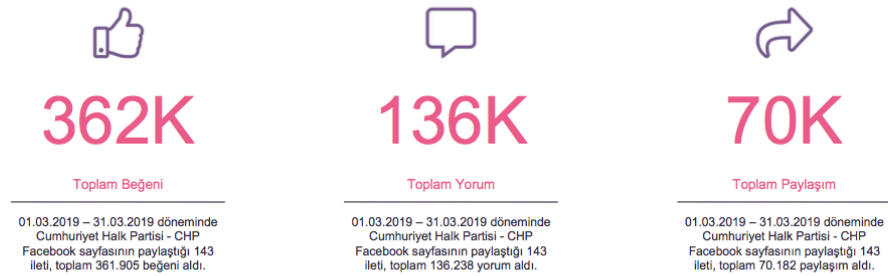 362K
Toplam Beğeni
01.03.2019 – 31.03.2019 döneminde
Cumhuriyet Halk Partisi - CHP
Facebook sayfasının paylaştığı 143
ileti, toplam 361.905 beğeni aldı.
136K
Toplam Yorum
01.03.2019 – 31.03.2019 döneminde
Cumhuriyet Halk Partisi - CHP
Facebook sayfasının paylaştığı 143
ileti, toplam 136.238 yorum aldı.
70K
Toplam Paylaşım
01.03.2019 – 31.03.2019 döneminde
Cumhuriyet Halk Partisi - CHP
Facebook sayfasının paylaştığı 143
ileti, toplam 70.182 paylaşım aldı.